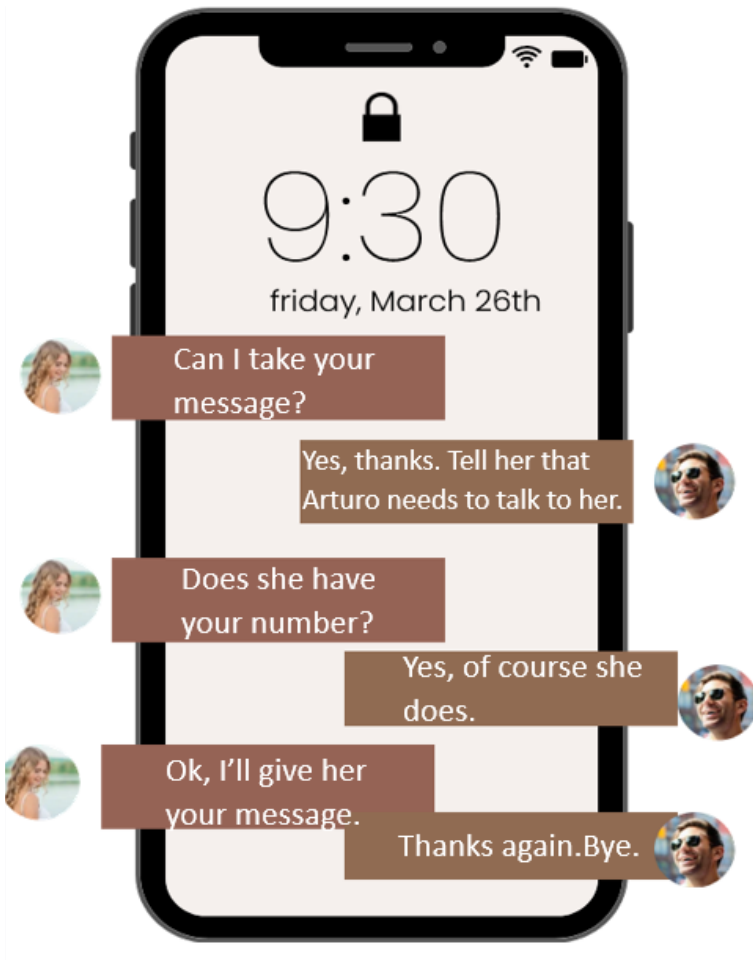 9:30
friday, March 26th
Can I take your
message?
Yes, thanks. Tell her that
Arturo needs to talk to her.
Does she have
your number?
Yes, of course she
does.
Ok, I’ll give her
your message.
Thanks again.Bye.